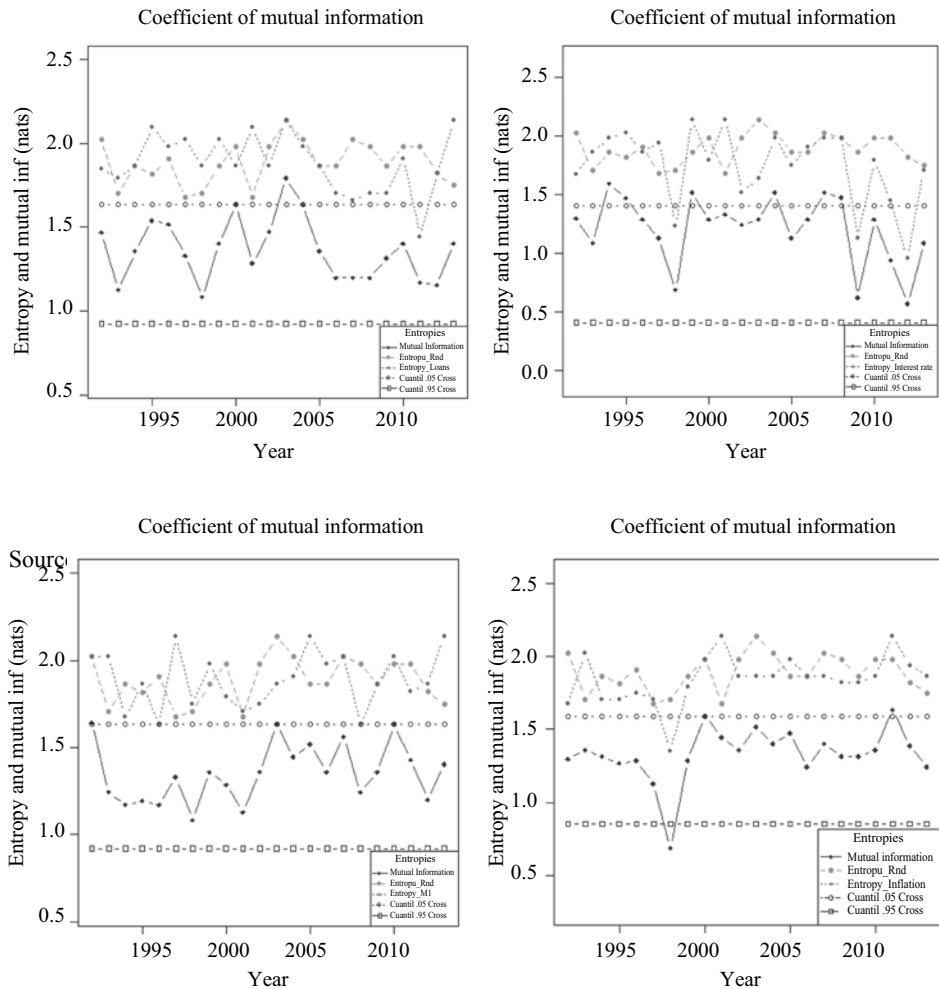 Coefficient of mutual information
Entropy and mutual inf (nats)
2.5
2.0
1.5
1.0
0.5
Entropies
Mutual Information
Entropu_Rnd
Entropy_Loans
Cuantil .05 Cross
Cuantil .95 Cross
1995 2000 2005 2010
Year
Coefficient of mutual information
Entropy and mutual inf (nats)
2.5
2.0
1.5
1.0
0.5
0.0
Entropies
Mutual Information
Entropu_Rnd
Entropy_Interest rate
Cuantil .05 Cross
Cuantil .95 Cross
1995 2000 2005 2010
Year
Coefficient of mutual information
Entropy and mutual inf (nats)
2.5
2.0
1.5
1.0
0.5
Entropies
Mutual Information
Entropu_Rnd
Entropy_M1
Cuantil .05 Cross
Cuantil .95 Cross
1995 2000 2005 2010
Year
Coefficient of mutual information
Entropy and mutual inf (nats)
2.5
2.0
1.5
1.0
0.5
Entropies
Mutual information
Entropu_Rnd
Entropy_Inflation
Cuantil .05 Cross
Cuantil .95 Cross
1995 2000 2005 2010
Year